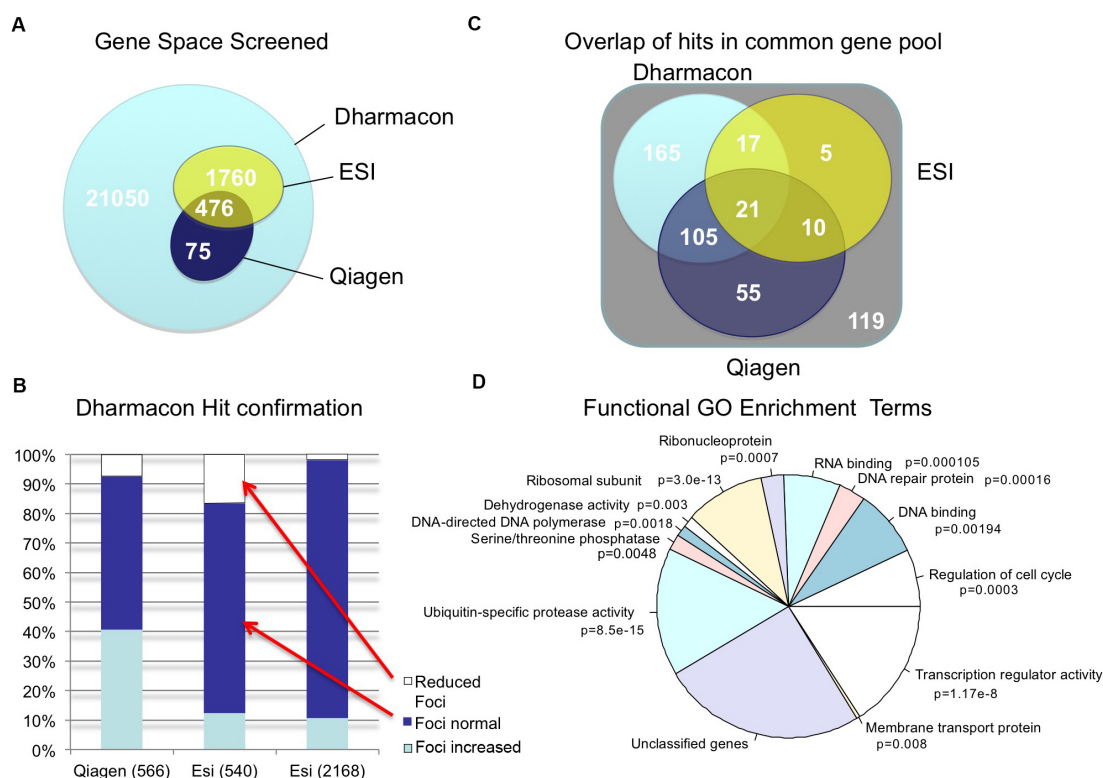 A
Gene Space Screened
Dharmacon
ESI
1760
21050
476
75
Qiagen
C
Overlap of hits in common gene pool
Dharmacon
165
17
5
ESI
21
105
10
55
119
Qiagen
B
Dharmacon Hit confirmation
100%
90%
80%
70%
60%
50%
40%
30%
20%
10%
0%
Qiagen (566)
Esi (540)
Esi (2168)
Reduced
Foci
Foci normal
Foci increased
D
Functional GO Enrichment Terms
Ribonucleoprotein
p=0.0007
RNA binding p=0.000105
DNA repair protein p=0.00016
Ribosomal subunit p=3.0e-13
Dehydrogenase activity p=0.003
DNA-directed DNA polymerase p=0.0018
Serine/threonine phosphatase
p=0.0048
DNA binding
p=0.00194
Regulation of cell cycle
p=0.0003
Ubiquitin-specific protease activity
p=8.5e-15
Transcription regulator activity
p=1.17e-8
Membrane transport protein
p=0.008
Unclassified genes